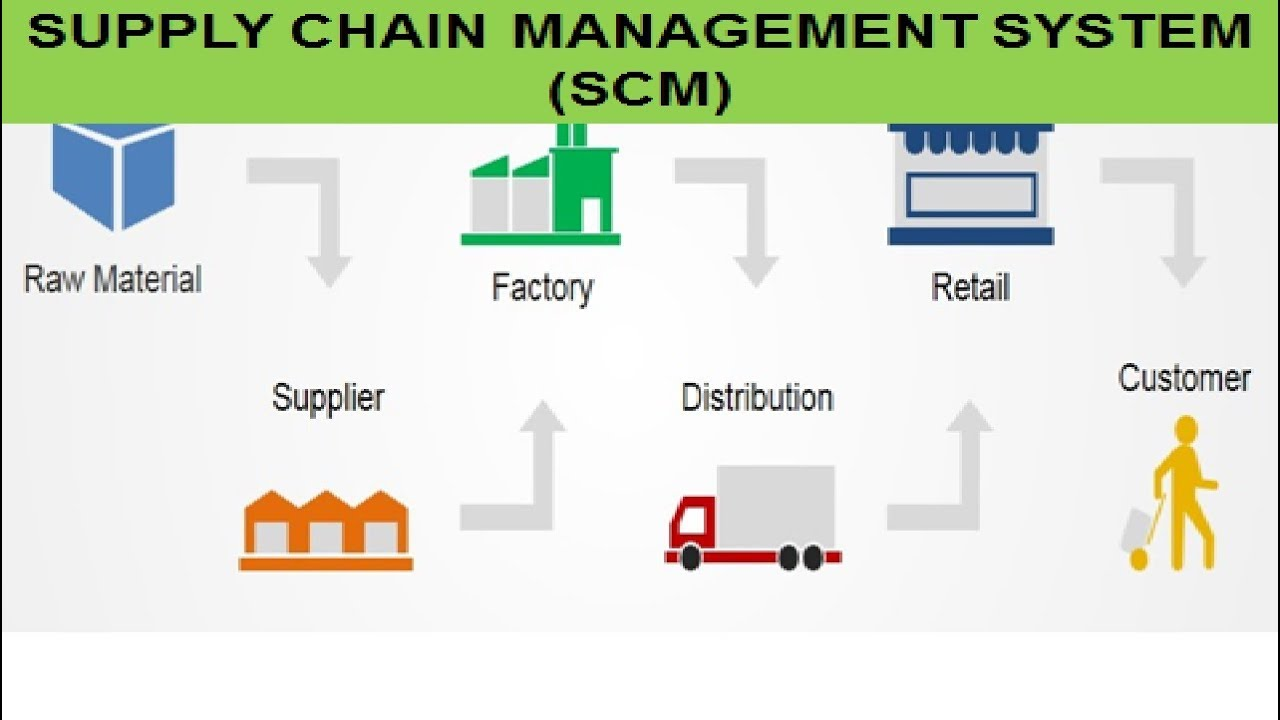 SUPPLY CHAIN MANAGEMENT SYSTEM
(SCM)
Raw Material
Factory
Retail
Supplier
Distribution
Customer